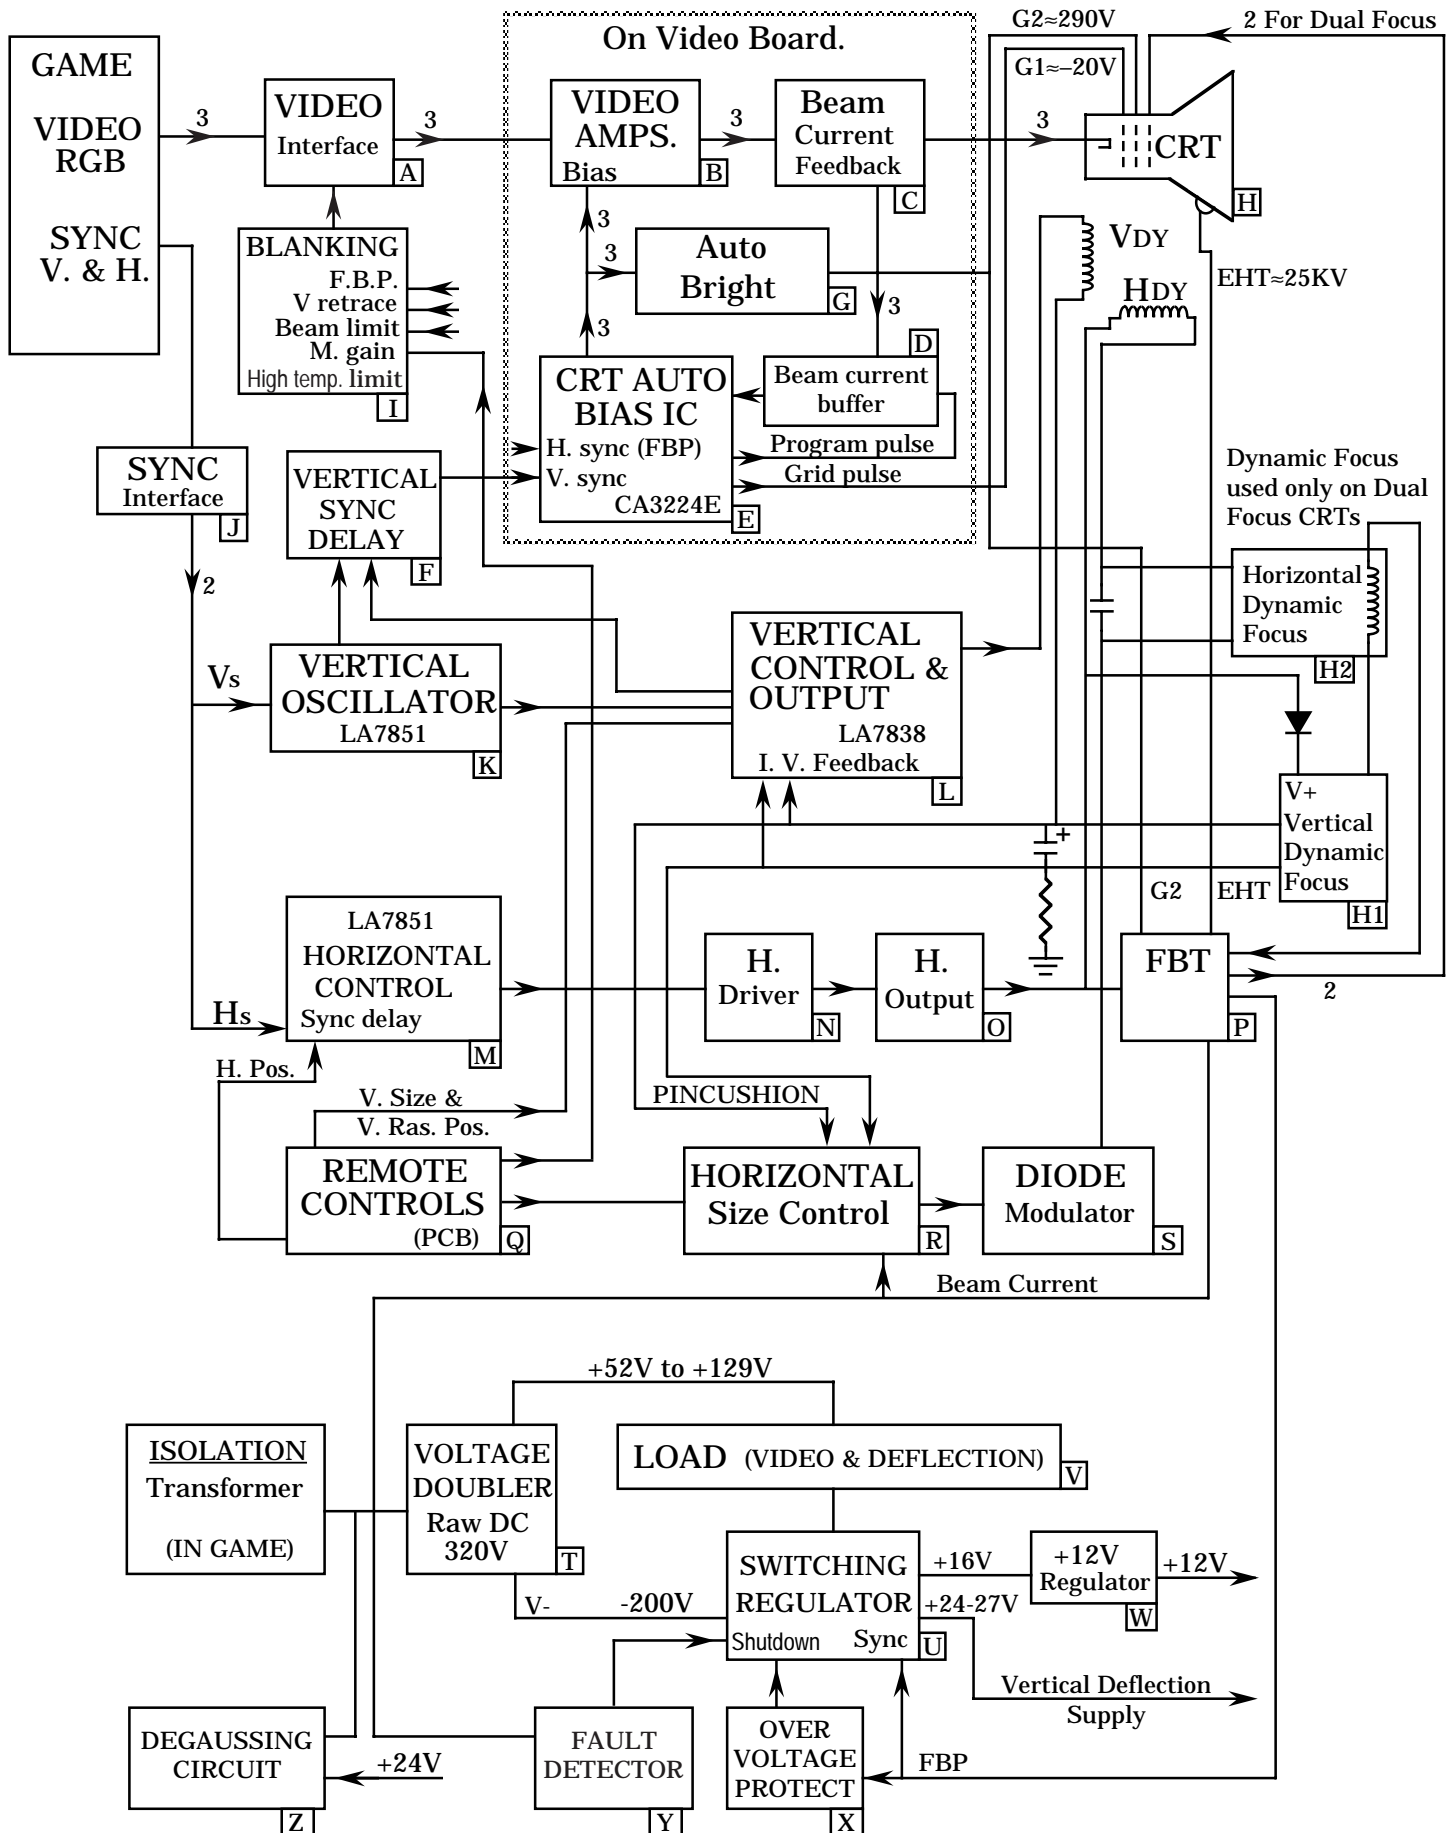 On Video Board.
G2≈290V
2 For Dual Focus
G1≈–20V
GAME
VIDEO
RGB
SYNC
V. & H.
3
VIDEO
Interface
A
3
VIDEO
AMPS.
Bias
B
3
Beam
Current
Feedback
C
3
CRT
H
BLANKING
F.B.P.
V retrace
Beam limit
M. gain
High temp. limit
I
3
3
3
Auto
Bright
G
3
VDY
HDY
EHT≈25KV
CRT AUTO
BIAS IC
H. sync (FBP)
V. sync
CA3224E
E
D
Beam current
buffer
Program pulse
Grid pulse
SYNC
Interface
J
2
VERTICAL
SYNC
DELAY
F
Dynamic Focus
used only on Dual
Focus CRTs
Horizontal
Dynamic
Focus
H2
Vs
VERTICAL
OSCILLATOR
LA7851
K
VERTICAL
CONTROL &
OUTPUT
LA7838
I. V. Feedback
L
V+
Vertical
Dynamic
Focus
H1
+
G2
EHT
Hs
LA7851
HORIZONTAL
CONTROL
Sync delay
M
H.
Driver
N
H.
Output
O
FBT
P
2
H. Pos.
V. Size &
V. Ras. Pos.
PINCUSHION
REMOTE
CONTROLS
(PCB)
Q
HORIZONTAL
Size Control
R
DIODE
Modulator
S
Beam Current
+52V to +129V
ISOLATION
Transformer
(IN GAME)
VOLTAGE
DOUBLER
Raw DC
320V
T
LOAD (VIDEO & DEFLECTION)
V
V-
-200V
SWITCHING
REGULATOR
Shutdown
Sync
U
+16V
+24-27V
+12V
Regulator
W
+12V
Vertical Deflection
Supply
DEGAUSSING
CIRCUIT
Z
+24V
FAULT
DETECTOR
Y
OVER
VOLTAGE
PROTECT
X
FBP